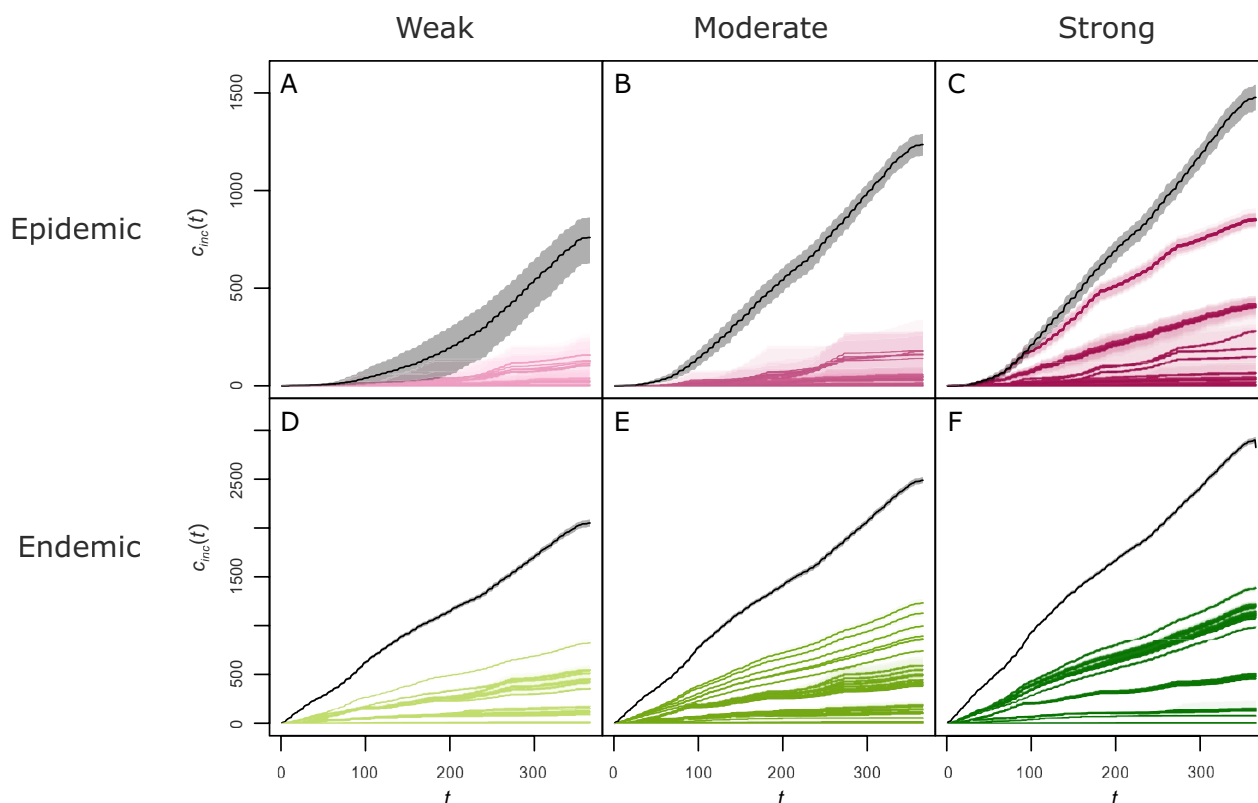 Weak Moderate Strong
A B C
Epidemic
c_inc(t)
1500
1000
500
0
D E F
Endemic
c_inc(t)
2500
1500
500
0
0 100 200 300 0 100 200 300 0 100 200 300
t t t